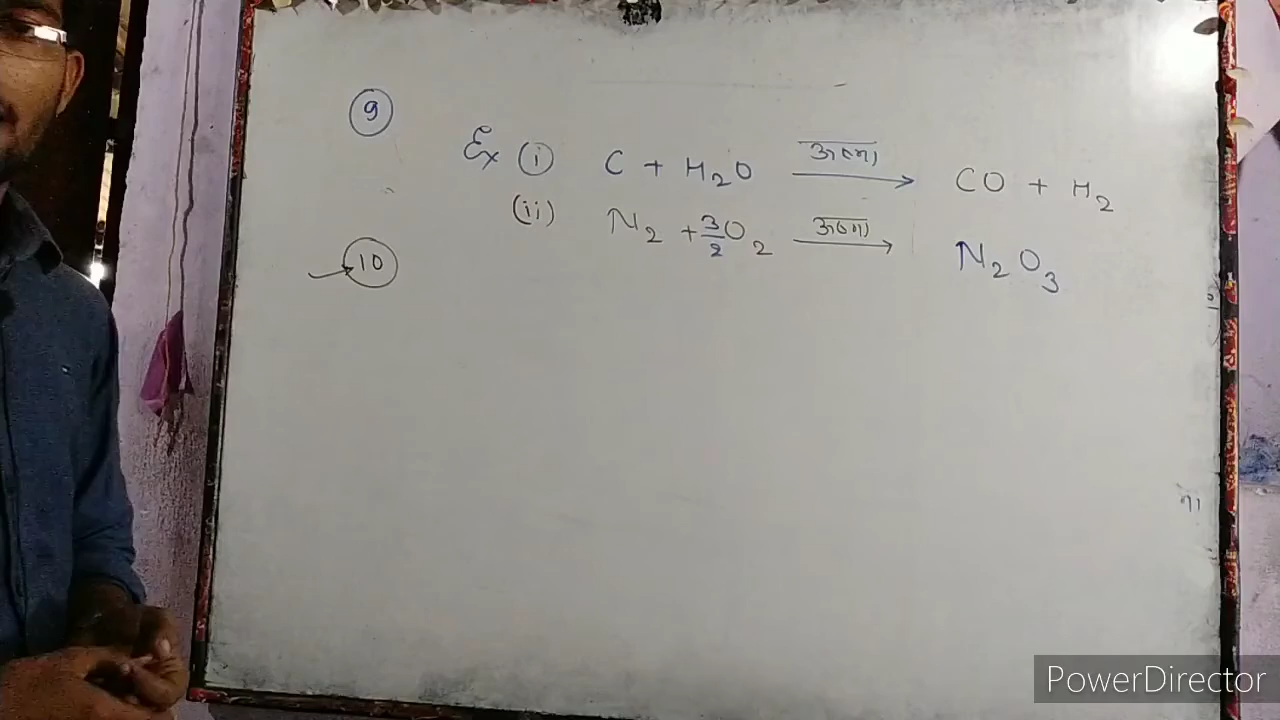 9
Ex (i) C + H2O ऊष्मा CO + H2
(ii) N2 + 3/2 O2 ऊष्मा N2O3
10
PowerDirector